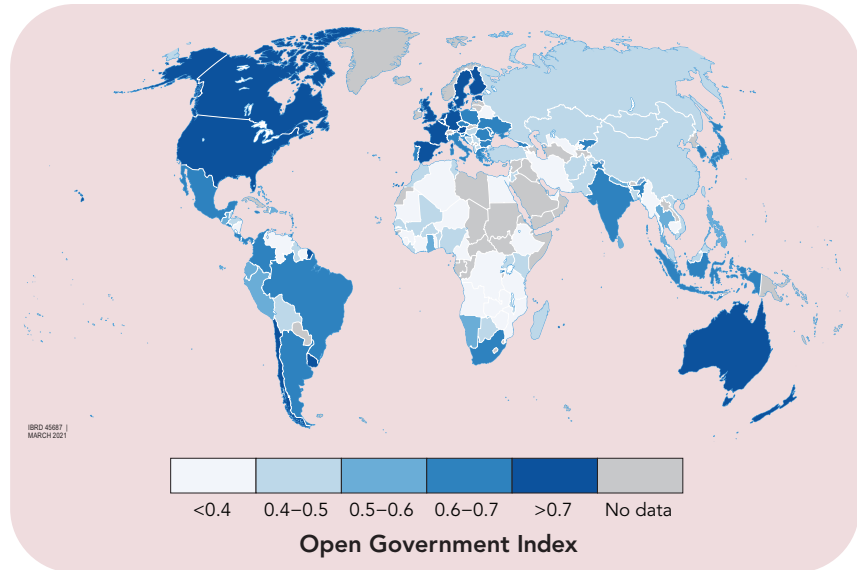 IBRD 45687 |
MARCH 2021
<0.4 0.4–0.5 0.5–0.6 0.6–0.7 >0.7 No data
Open Government Index